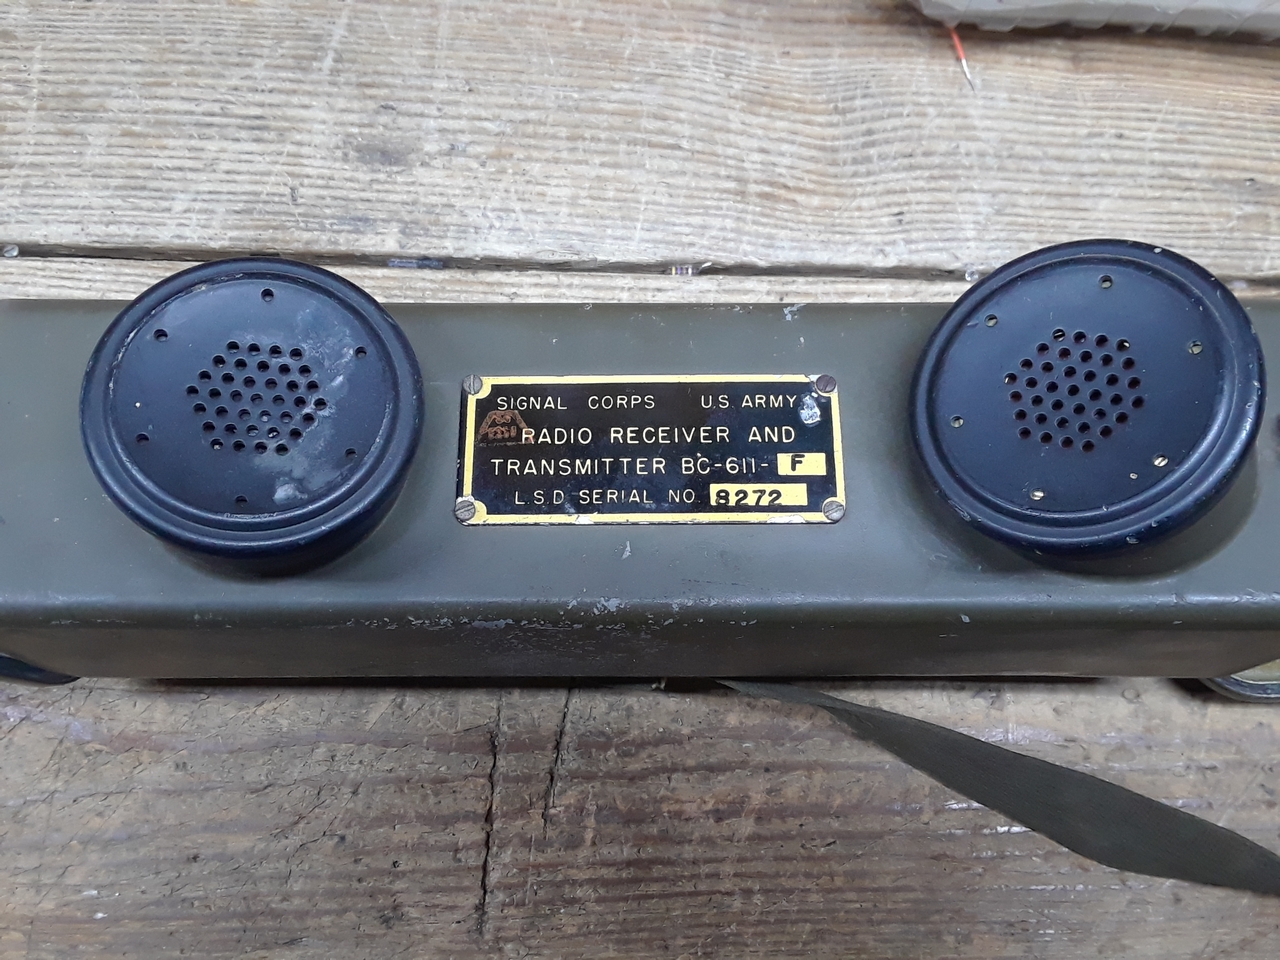 SIGNAL CORPS U.S. ARMY
RADIO RECEIVER AND
TRANSMITTER BC-611- F
L.S.D SERIAL NO. 8272